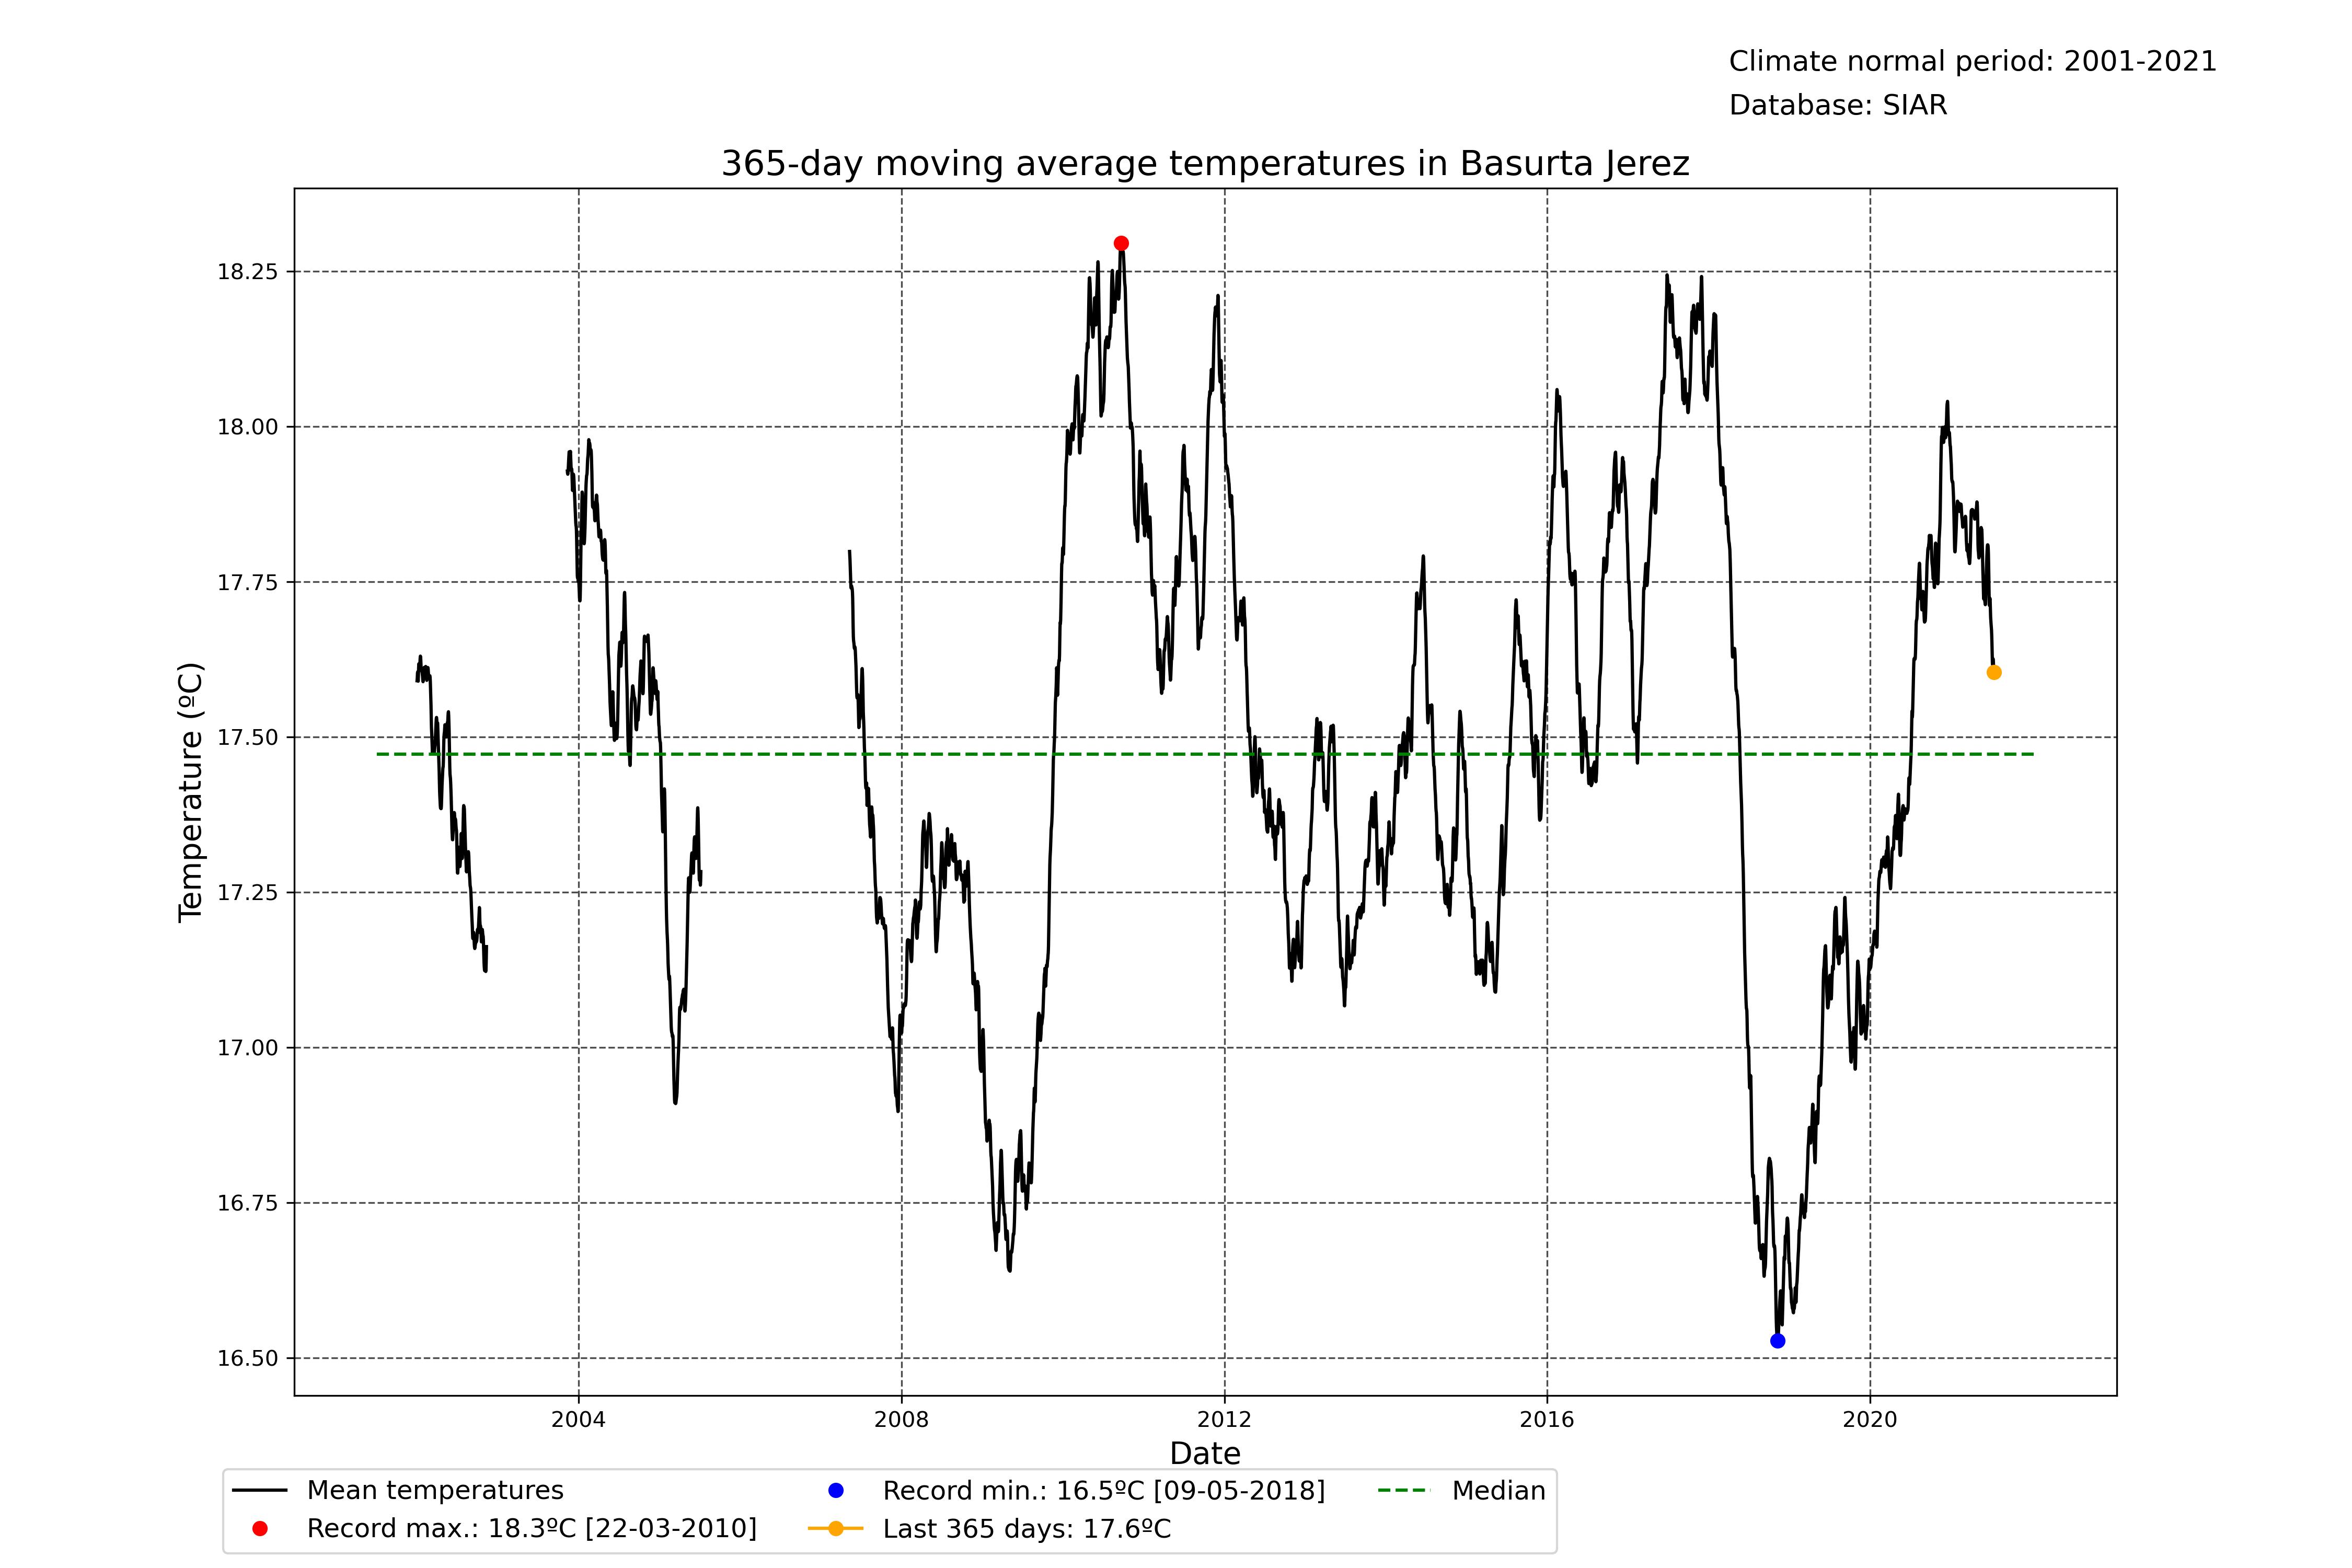 Climate normal period: 2001-2021
Database: SIAR
365-day moving average temperatures in Basurta Jerez
18.25
18.00
17.75
17.50
17.25
17.00
16.75
16.50
Temperature (ºC)
2004 2008 2012 2016 2020
Date
Mean temperatures
Record max.: 18.3ºC [22-03-2010]
Record min.: 16.5ºC [09-05-2018]
Last 365 days: 17.6ºC
Median